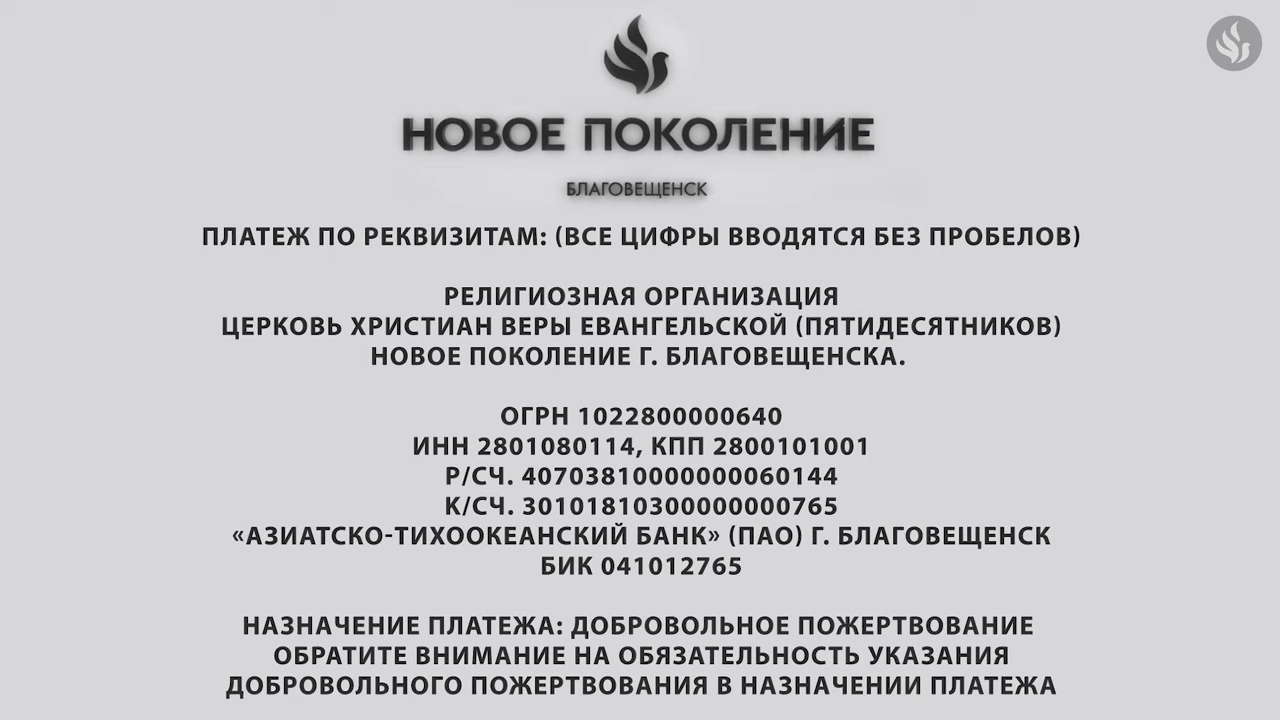 НОВОЕ ПОКОЛЕНИЕ
БЛАГОВЕЩЕНСК
ПЛАТЕЖ ПО РЕКВИЗИТАМ: (ВСЕ ЦИФРЫ ВВОДЯТСЯ БЕЗ ПРОБЕЛОВ)
РЕЛИГИОЗНАЯ ОРГАНИЗАЦИЯ
ЦЕРКОВЬ ХРИСТИАН ВЕРЫ ЕВАНГЕЛЬСКОЙ (ПЯТИДЕСЯТНИКОВ)
НОВОЕ ПОКОЛЕНИЕ Г. БЛАГОВЕЩЕНСКА.
ОГРН 1022800000640
ИНН 2801080114, КПП 2800101001
Р/СЧ. 40703810000000060144
К/СЧ. 30101810300000000765
«АЗИАТСКО-ТИХООКЕАНСКИЙ БАНК» (ПАО) Г. БЛАГОВЕЩЕНСК
БИК 041012765
НАЗНАЧЕНИЕ ПЛАТЕЖА: ДОБРОВОЛЬНОЕ ПОЖЕРТВОВАНИЕ
ОБРАТИТЕ ВНИМАНИЕ НА ОБЯЗАТЕЛЬНОСТЬ УКАЗАНИЯ
ДОБРОВОЛЬНОГО ПОЖЕРТВОВАНИЯ В НАЗНАЧЕНИИ ПЛАТЕЖА